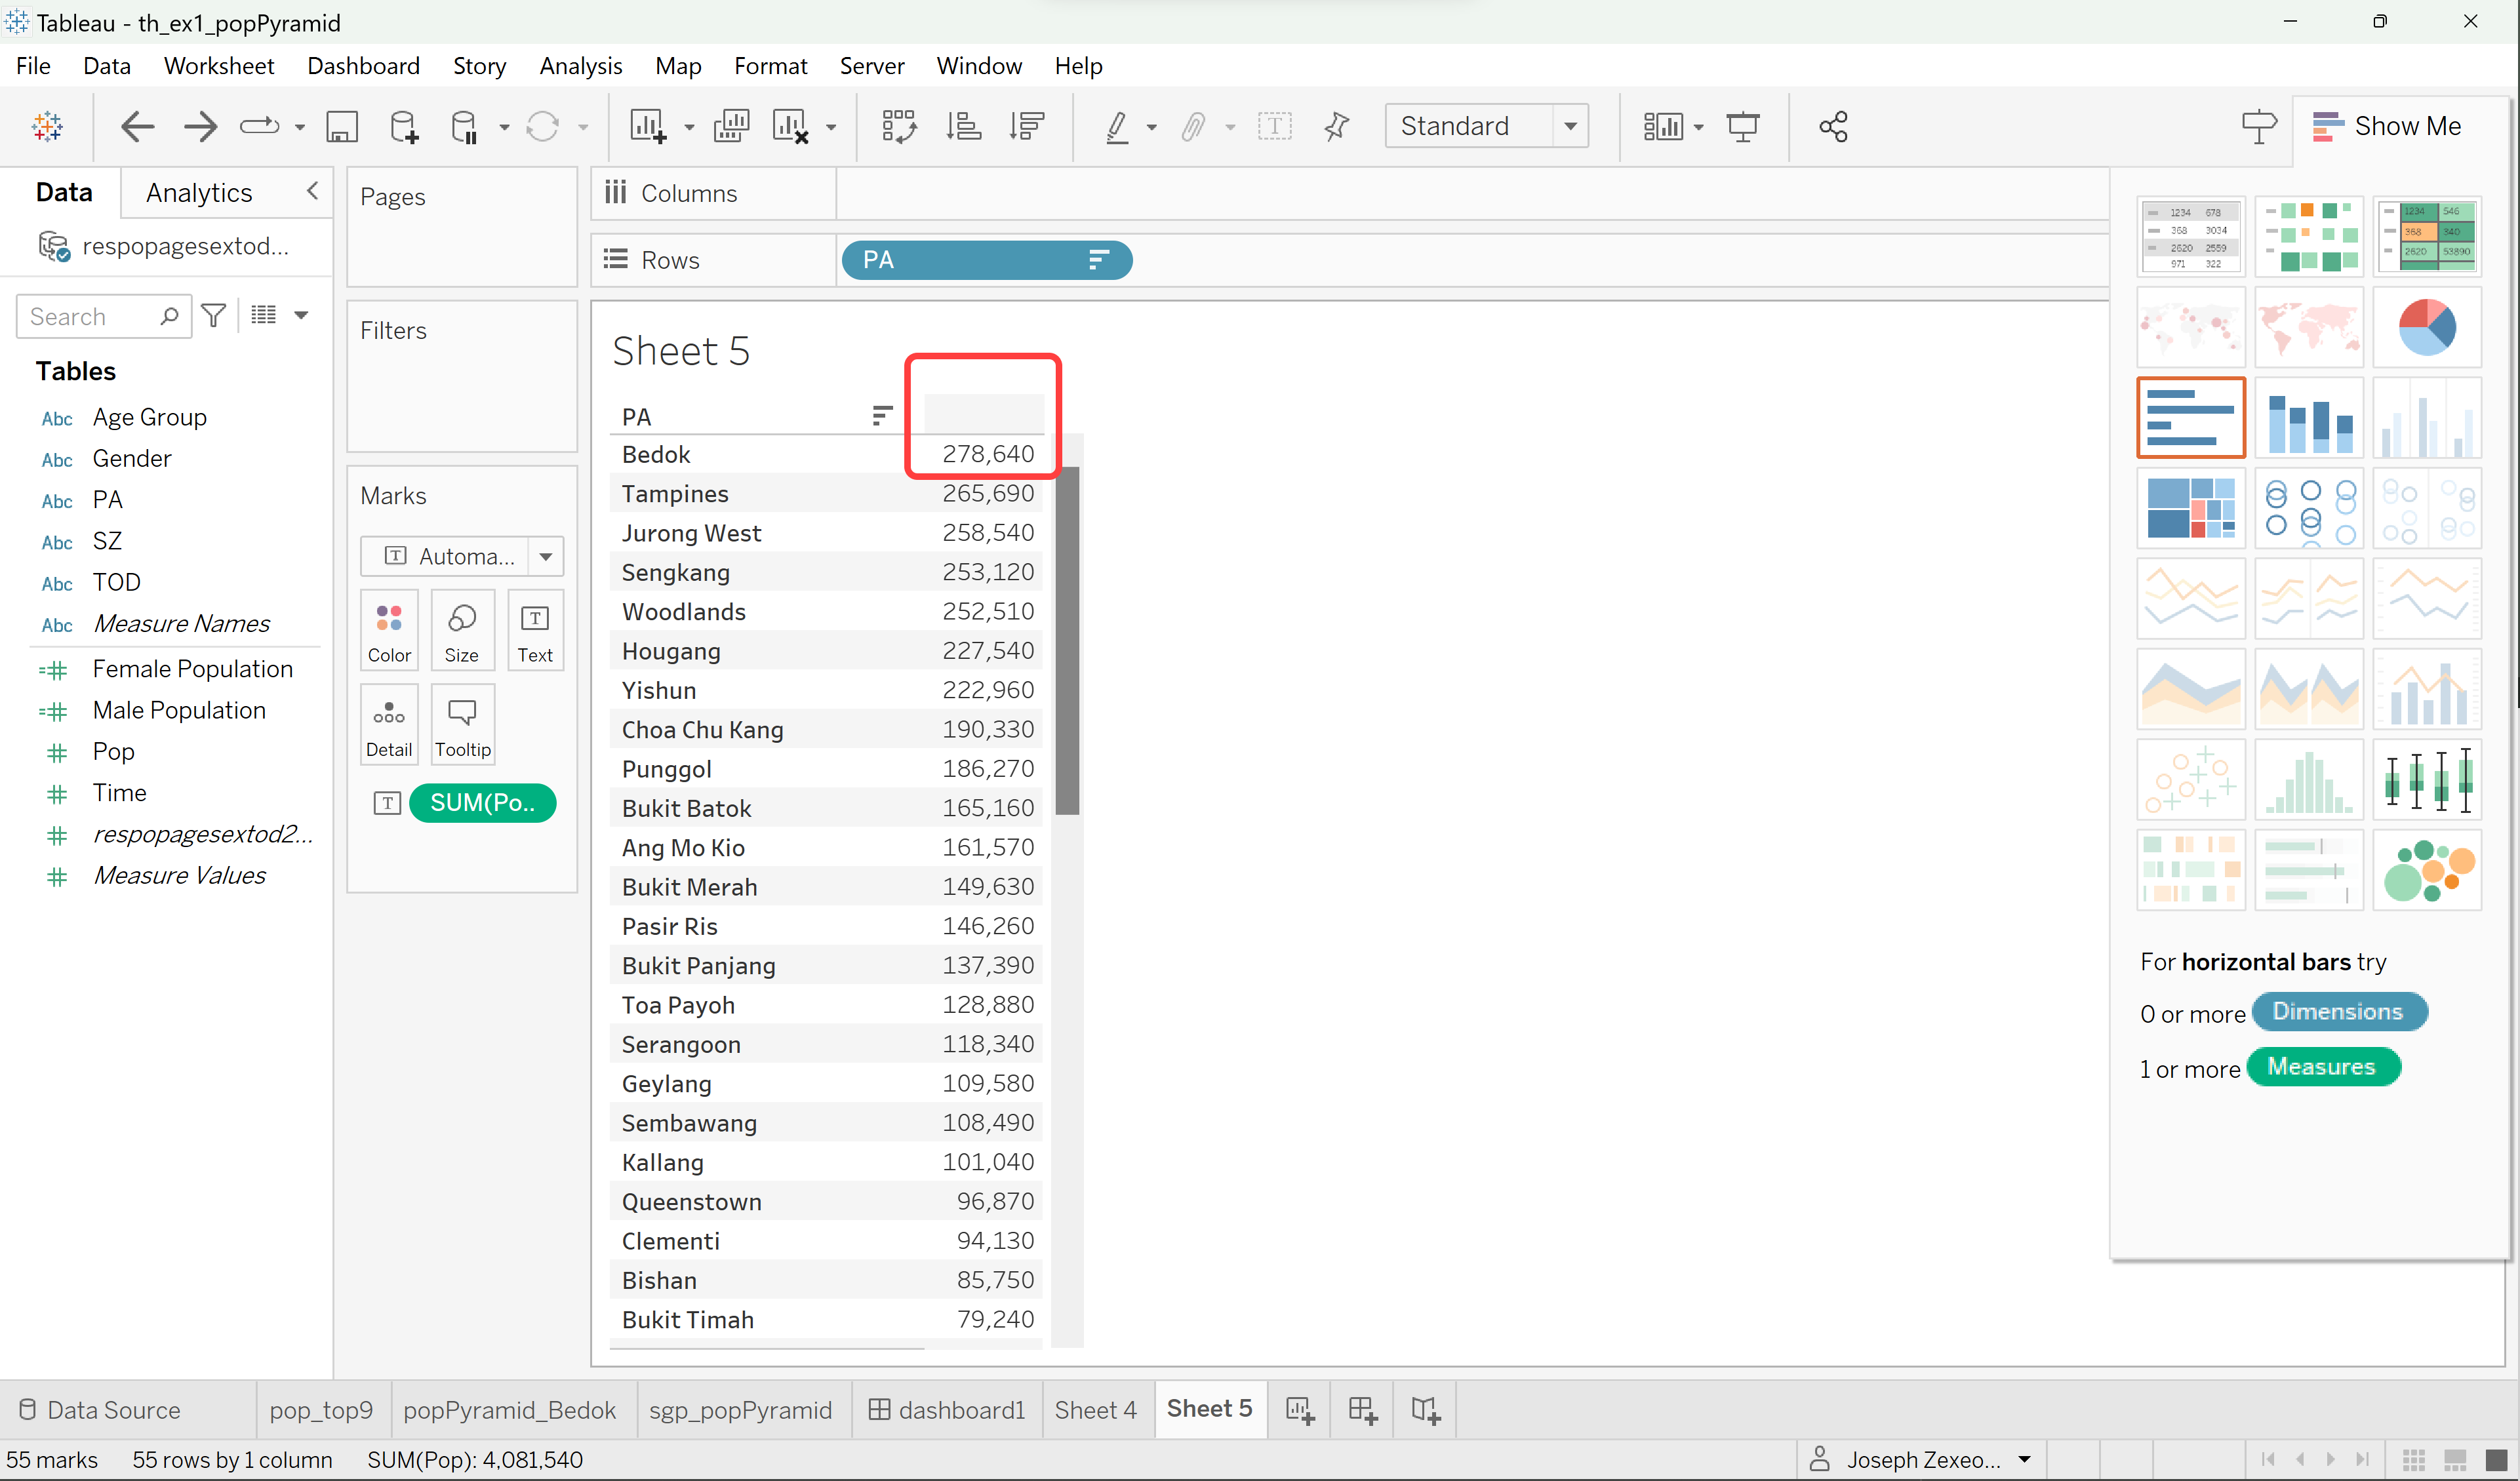 Tableau - th_ex1_popPyramid
File Data Worksheet Dashboard Story Analysis Map Format Server Window Help
Standard
Show Me
Data Analytics
respopagesextod...
Search
Tables
Abc Age Group
Abc Gender
Abc PA
Abc SZ
Abc TOD
Abc Measure Names
=# Female Population
=# Male Population
# Pop
# Time
# respopagesextod2...
# Measure Values
Pages
Filters
Marks
T Automa...
Color Size T Text
Detail Tooltip
T SUM(Po..
Columns
Rows PA
Sheet 5
PA
Bedok 278,640
Tampines 265,690
Jurong West 258,540
Sengkang 253,120
Woodlands 252,510
Hougang 227,540
Yishun 222,960
Choa Chu Kang 190,330
Punggol 186,270
Bukit Batok 165,160
Ang Mo Kio 161,570
Bukit Merah 149,630
Pasir Ris 146,260
Bukit Panjang 137,390
Toa Payoh 128,880
Serangoon 118,340
Geylang 109,580
Sembawang 108,490
Kallang 101,040
Queenstown 96,870
Clementi 94,130
Bishan 85,750
Bukit Timah 79,240
1234 678
368 3034
2620 2559
971 322
1234 546
368 340
2620 53890
For horizontal bars try
0 or more Dimensions
1 or more Measures
Data Source pop_top9 popPyramid_Bedok sgp_popPyramid dashboard1 Sheet 4 Sheet 5
55 marks 55 rows by 1 column SUM(Pop): 4,081,540 Joseph Zexeo...